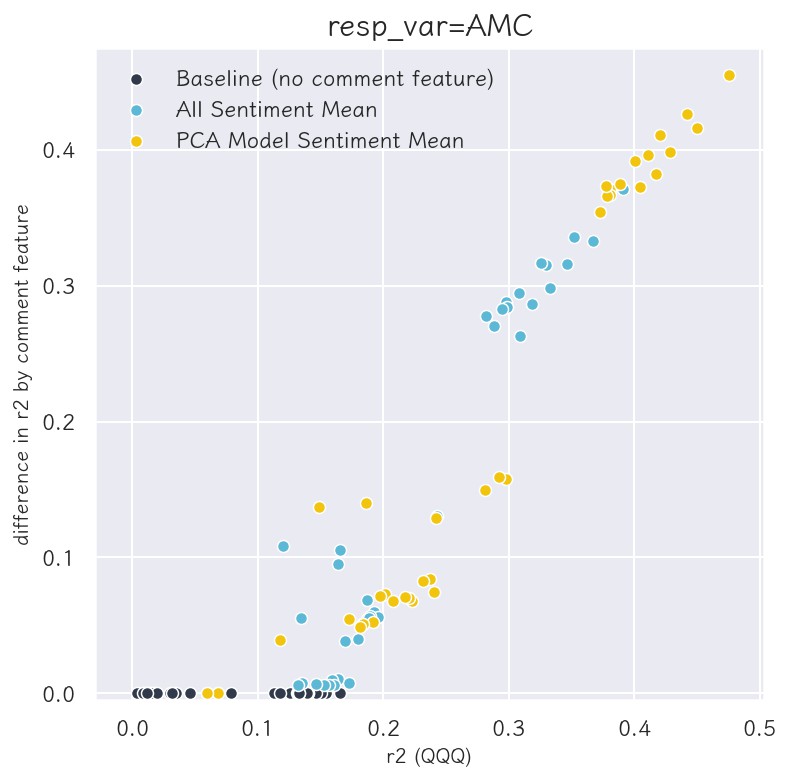 resp_var=AMC
Baseline (no comment feature)
All Sentiment Mean
PCA Model Sentiment Mean
difference in r2 by comment feature
0.4
0.3
0.2
0.1
0.0
0.0 0.1 0.2 0.3 0.4 0.5
r2 (QQQ)